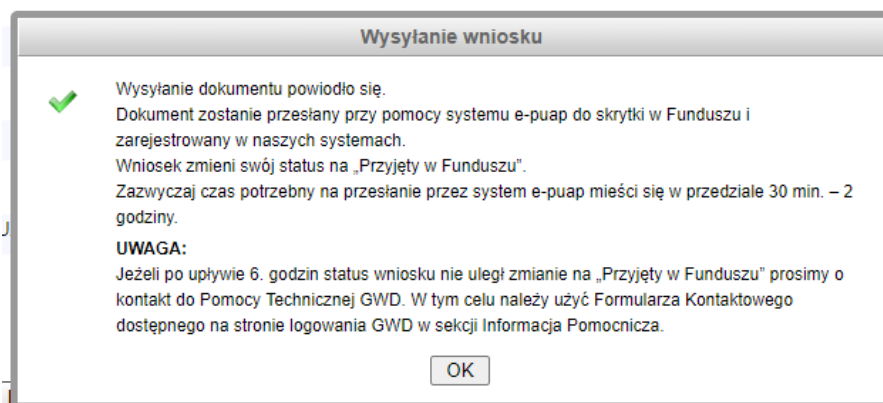 Wysyłanie wniosku
Wysyłanie dokumentu powiodło się.
Dokument zostanie przesłany przy pomocy systemu e-puap do skrytki w Funduszu i
zarejestrowany w naszych systemach.
Wniosek zmieni swój status na „Przyjęty w Funduszu”.
Zazwyczaj czas potrzebny na przesłanie przez system e-puap mieści się w przedziale 30 min. – 2
godziny.
UWAGA:
Jeżeli po upływie 6. godzin status wniosku nie uległ zmianie na „Przyjęty w Funduszu” prosimy o
kontakt do Pomocy Technicznej GWD. W tym celu należy użyć Formularza Kontaktowego
dostępnego na stronie logowania GWD w sekcji Informacja Pomocnicza.
OK